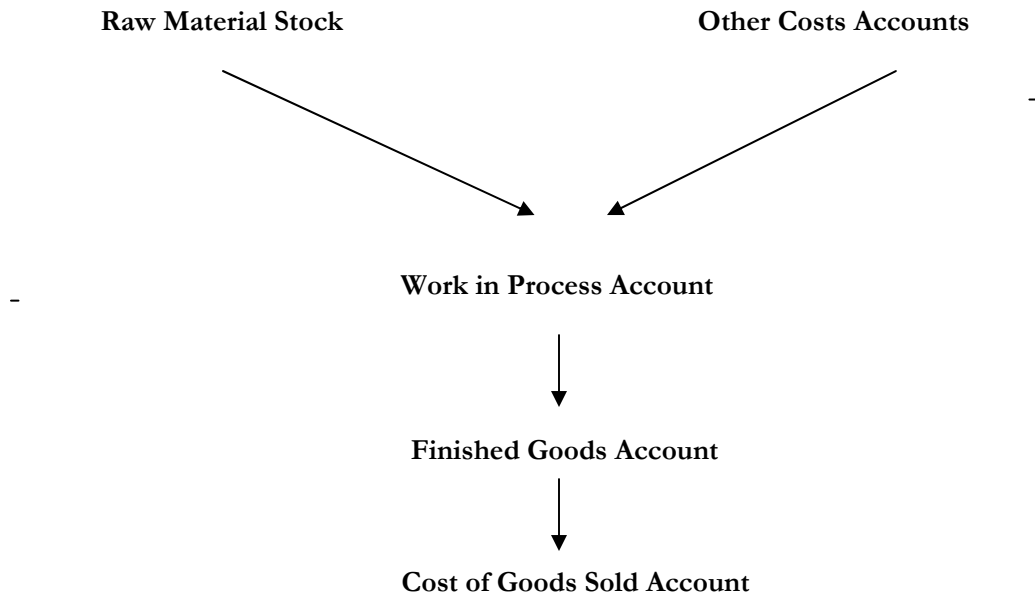 Raw Material Stock
Other Costs Accounts
Work in Process Account
Finished Goods Account
Cost of Goods Sold Account